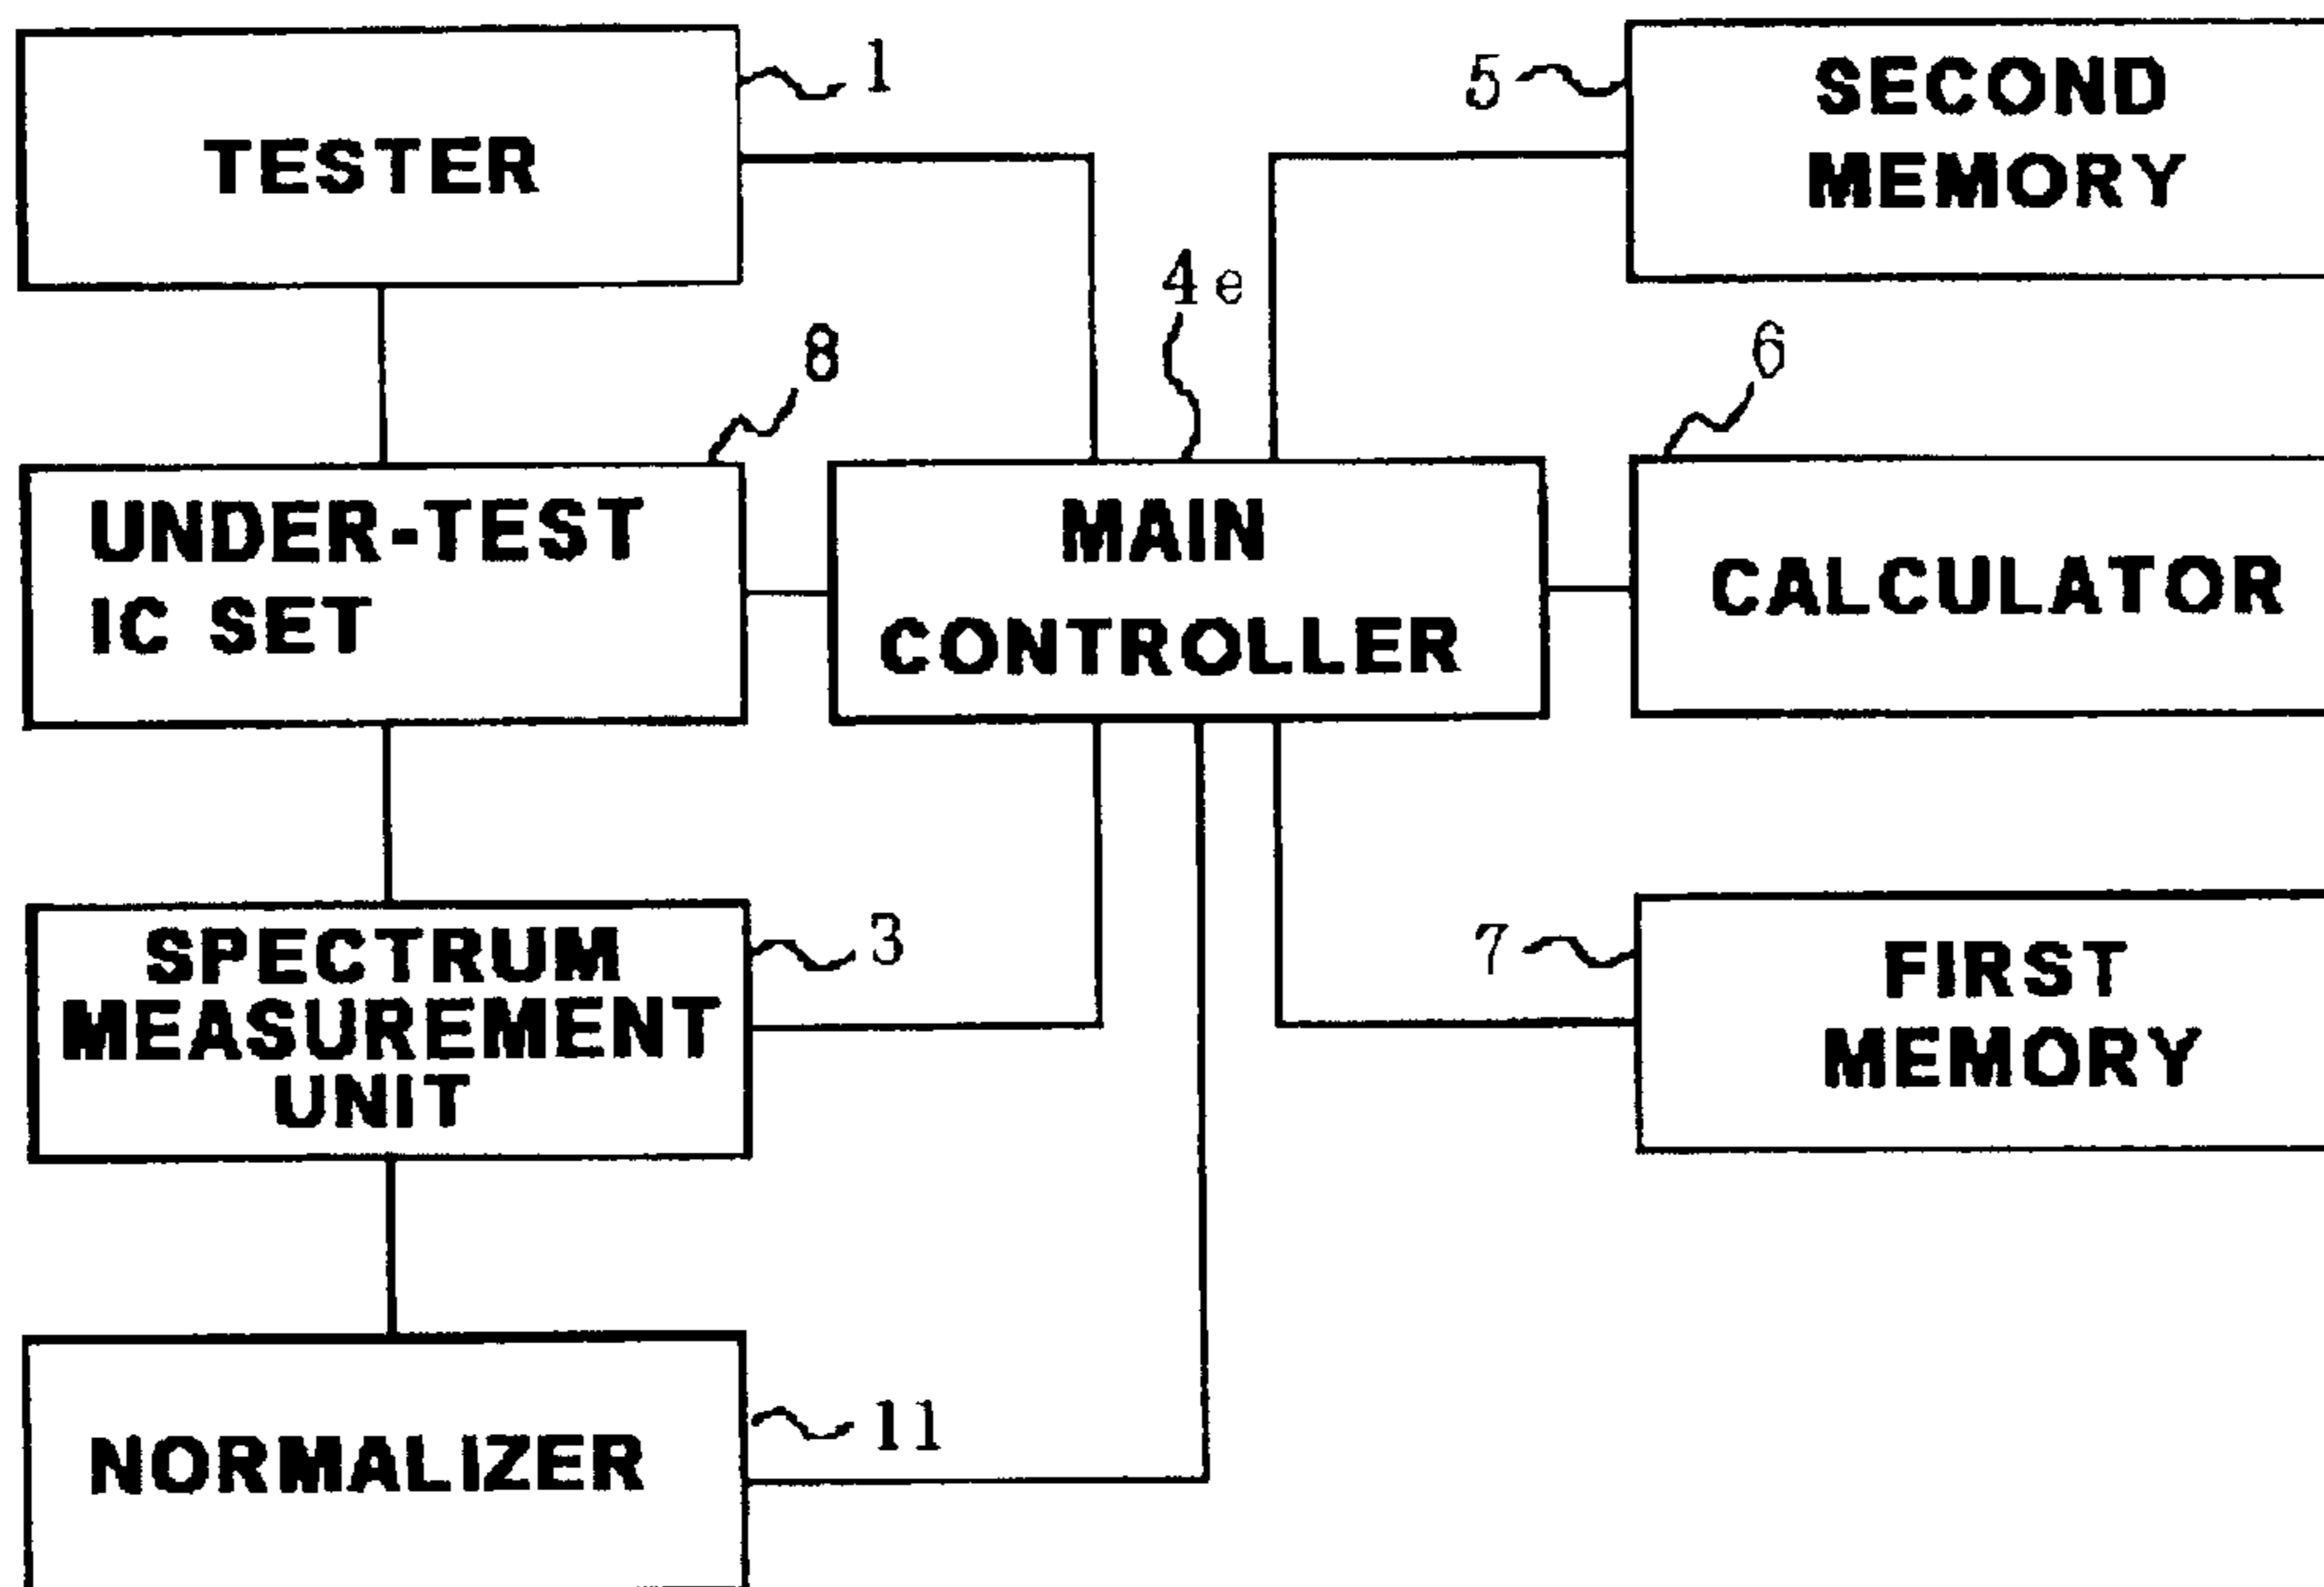 1
TESTER
5
SECOND
MEMORY
4e
8
6
UNDER-TEST
IC SET
MAIN
CONTROLLER
CALCULATOR
3
SPECTRUM
MEASUREMENT
UNIT
7
FIRST
MEMORY
11
NORMALIZER